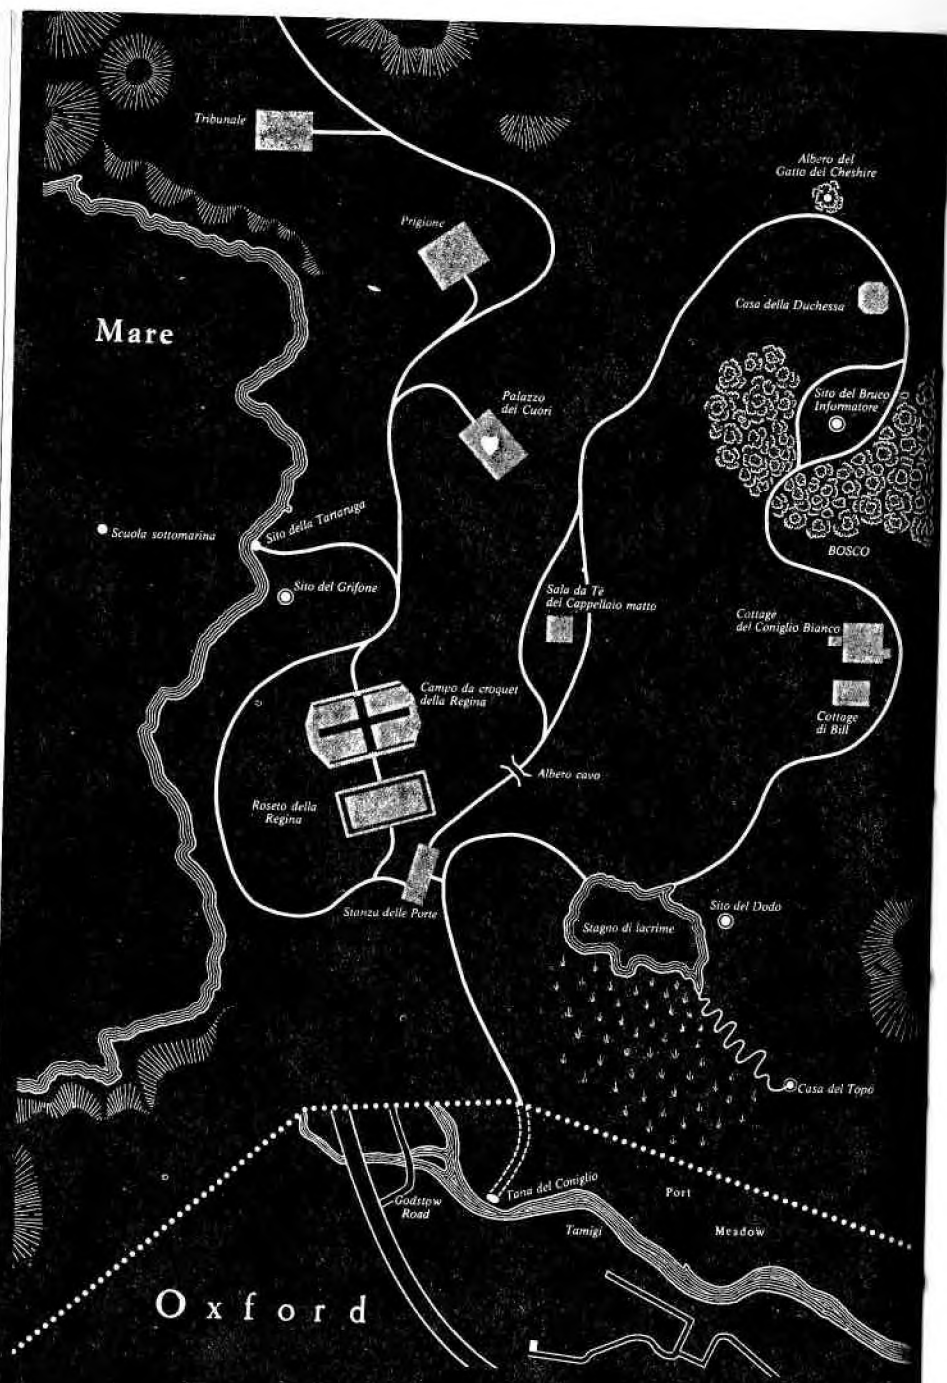 Tribunale
Albero del
Gatto del Cheshire
Prigione
Casa della Duchessa
Mare
Palazzo
dei Cuori
Sito del Bruco
Informatore
Sito della Tartaruga
Scuola sottomarina
BOSCO
Sito del Grifone
Sala da Tè
del Cappellaio matto
Cottage
del Coniglio Bianco
Campo da croquet
della Regina
Cottage
di Bill
Albero cavo
Roseto della
Regina
Stanza delle Porte
Sito del Dodo
Stagno di lacrime
Casa del Topo
Tana del Coniglio
Port
Meadow
Godstow
Road
Tamigi
Oxford